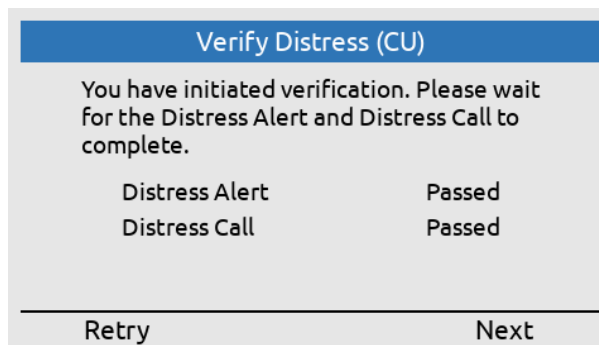 Verify Distress (CU)
You have initiated verification. Please wait
for the Distress Alert and Distress Call to
complete.
Distress Alert Passed
Distress Call Passed
Retry Next